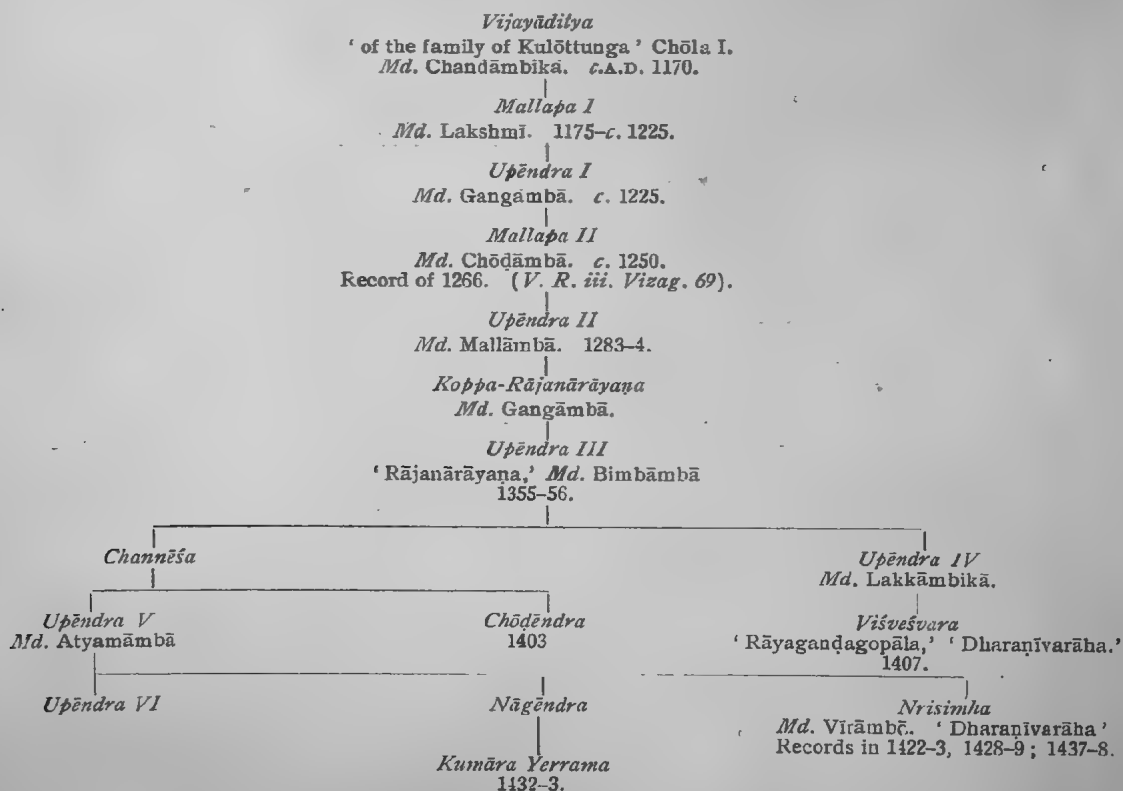 Vijayāditya
‘ of the family of Kulōttunga ’ Chōla I.
Md. Chandāmbikā. c.A.D. 1170.
Mallapa I
Md. Lakshmī. 1175–c. 1225.
Upēndra I
Md. Gangāmbā. c. 1225.
Mallapa II
Md. Chōḍāmbā. c. 1250.
Record of 1266. (V. R. iii. Vizag. 69).
Upēndra II
Md. Mallāmbā. 1283–4.
Koppa-Rājanārāyaṇa
Md. Gangāmbā.
Upēndra III
‘ Rājanārāyaṇa,’ Md. Bimbāmbā
1355–56.
Channēśa
Upēndra IV
Md. Lakkāmbikā.
Upēndra V
Md. Atyamāmbā
Chōḍēndra
1403
Viśveśvara
‘ Rāyagaṇḍagopāla,’ ‘ Dharaṇīvarāha.’
1407.
Upēndra VI
Nāgēndra
Nrisimha
Md. ‘ Dharaṇīvarāha ’
Records in 1422–3, 1428–9 ; 1437–8.
Kumāra Yerrama
1432–3.